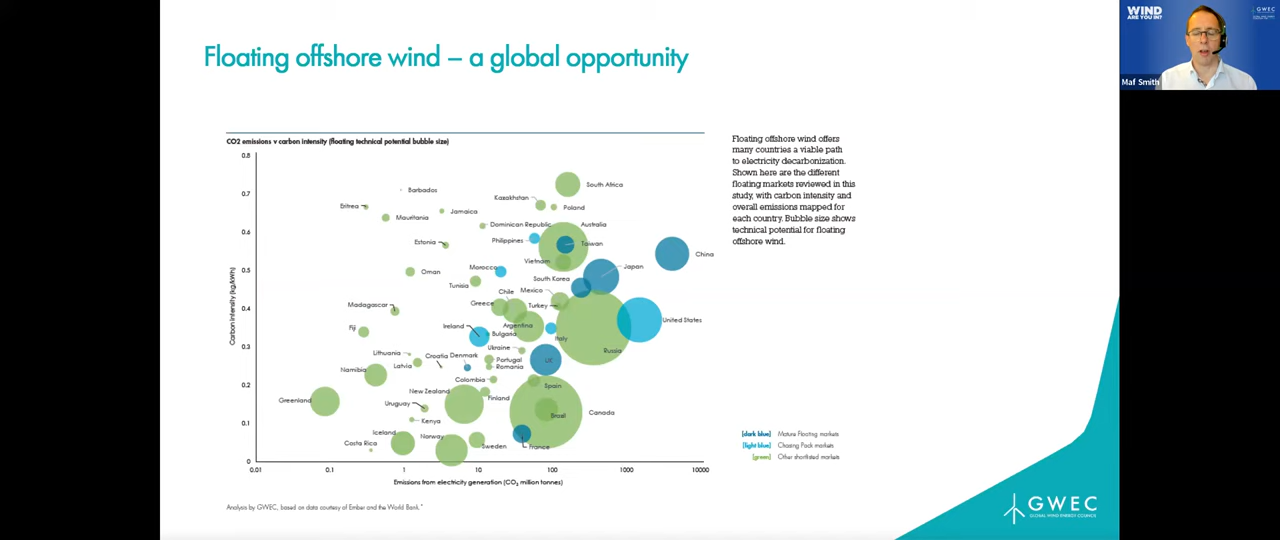 WIND
ARE YOU IN?
GWEC
Maf Smith
Floating offshore wind – a global opportunity
CO2 emissions v carbon intensity (floating technical potential bubble size)
Carbon intensity (kg/kWh)
0.8
0.7
0.6
0.5
0.4
0.3
0.2
0.1
0
South Africa
Barbados
Kazakhstan
Eritrea
Poland
Jamaica
Mauritania
Dominican Republic
Australia
Philippines
Taiwan
Estonia
China
Vietnam
Morocco
Japan
Oman
South Korea
Tunisia
Chile
Mexico
Greece
Turkey
Madagascar
United States
Ireland
Argentina
Fiji
Bulgaria
Italy
Ukraine
Russia
Lithuania
Croatia
Denmark
Portugal
UK
Latvia
Romania
Namibia
Colombia
Spain
New Zealand
Finland
Greenland
Uruguay
Canada
Brazil
Kenya
Iceland
Norway
Costa Rica
Sweden
France
0.01
0.1
1
10
100
1000
10000
Emissions from electricity generation (CO₂ million tonnes)
Analysis by GWEC, based on data courtesy of Ember and the World Bank.*
Floating offshore wind offers
many countries a viable path
to electricity decarbonization.
Shown here are the different
floating markets reviewed in this
study, with carbon intensity and
overall emissions mapped for
each country. Bubble size shows
technical potential for floating
offshore wind.
[dark blue] Mature Floating markets
[light blue] Chasing Pack markets
[green] Other shortlisted markets
GWEC
GLOBAL WIND ENERGY COUNCIL